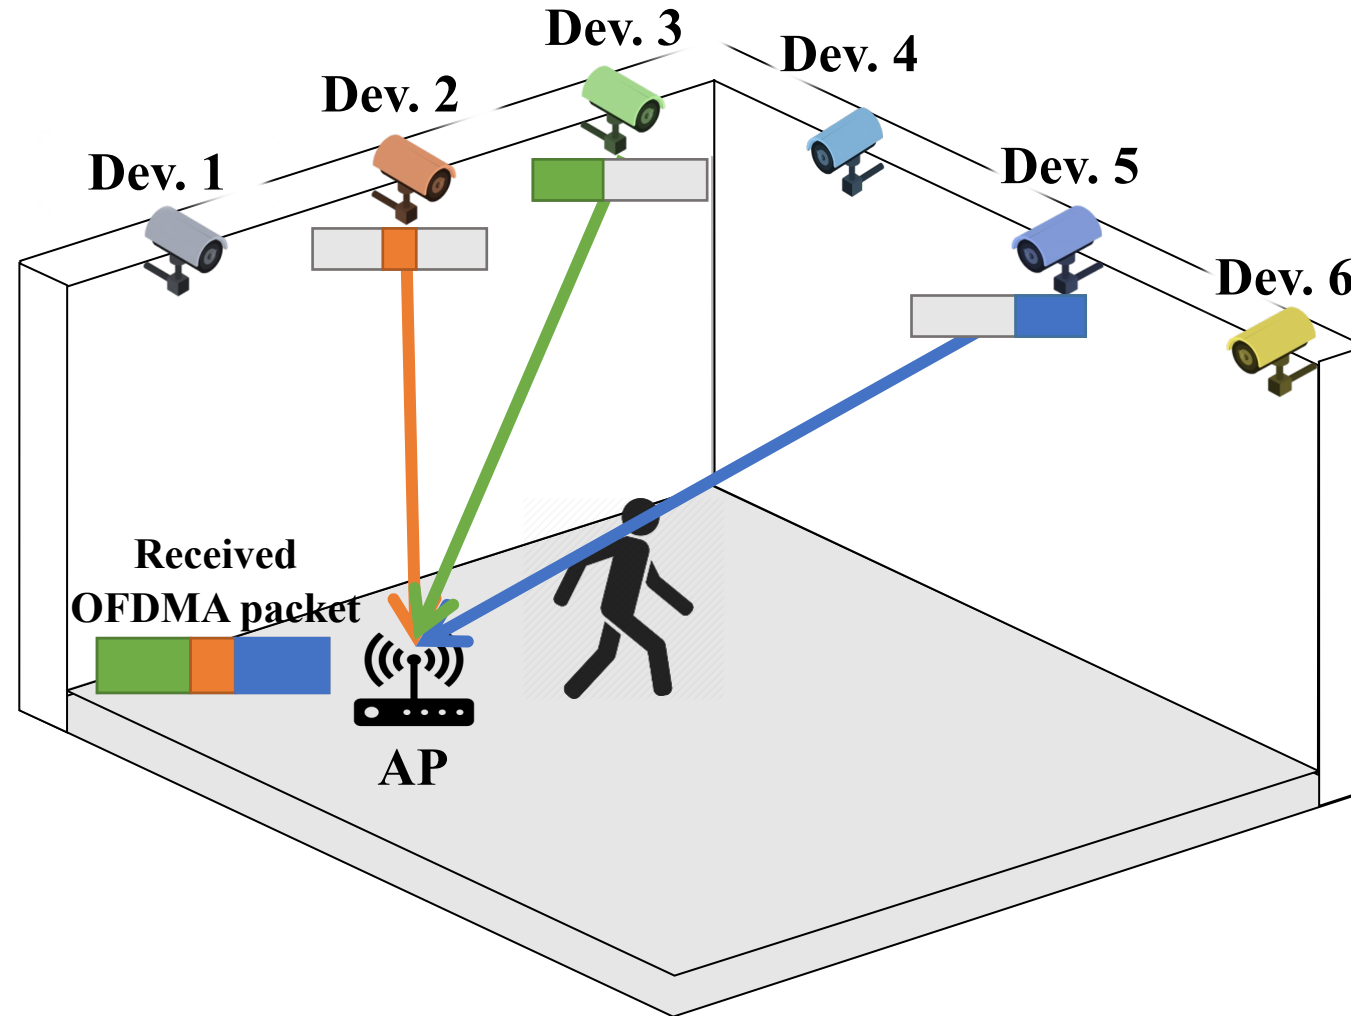 Dev. 1
Dev. 2
Dev. 3
Dev. 4
Dev. 5
Dev. 6
Received
OFDMA packet
AP